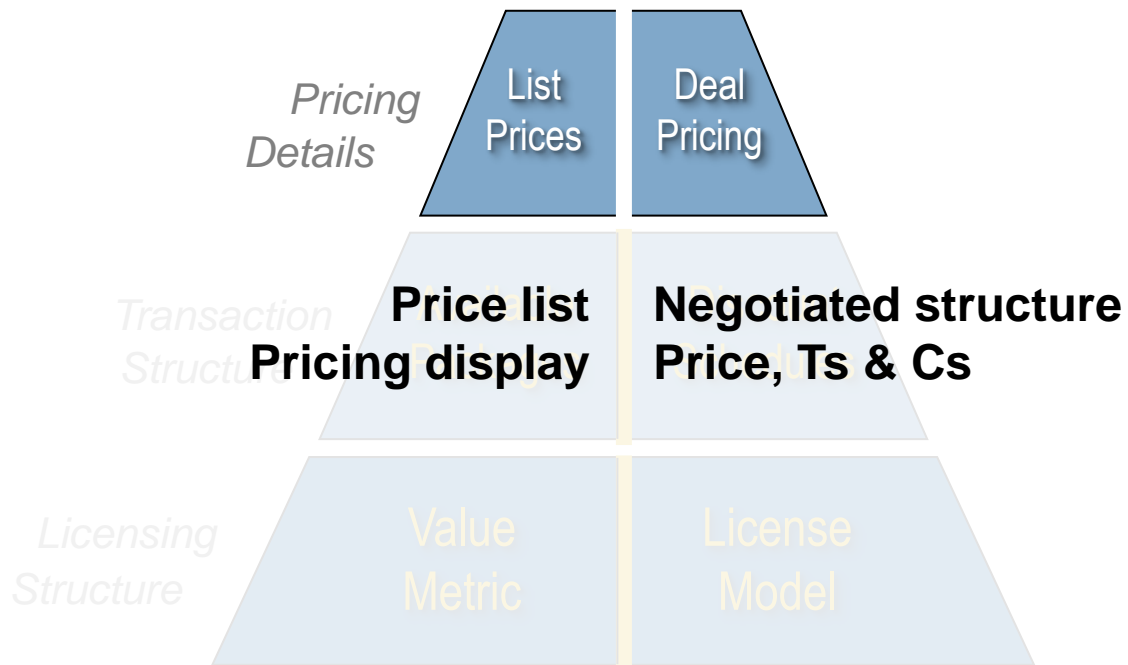 Pricing
Details
List
Prices
Deal
Pricing
Transaction
Structure
Price list
Pricing display
Negotiated structure
Price, Ts & Cs
Licensing
Structure
Value
Metric
License
Model